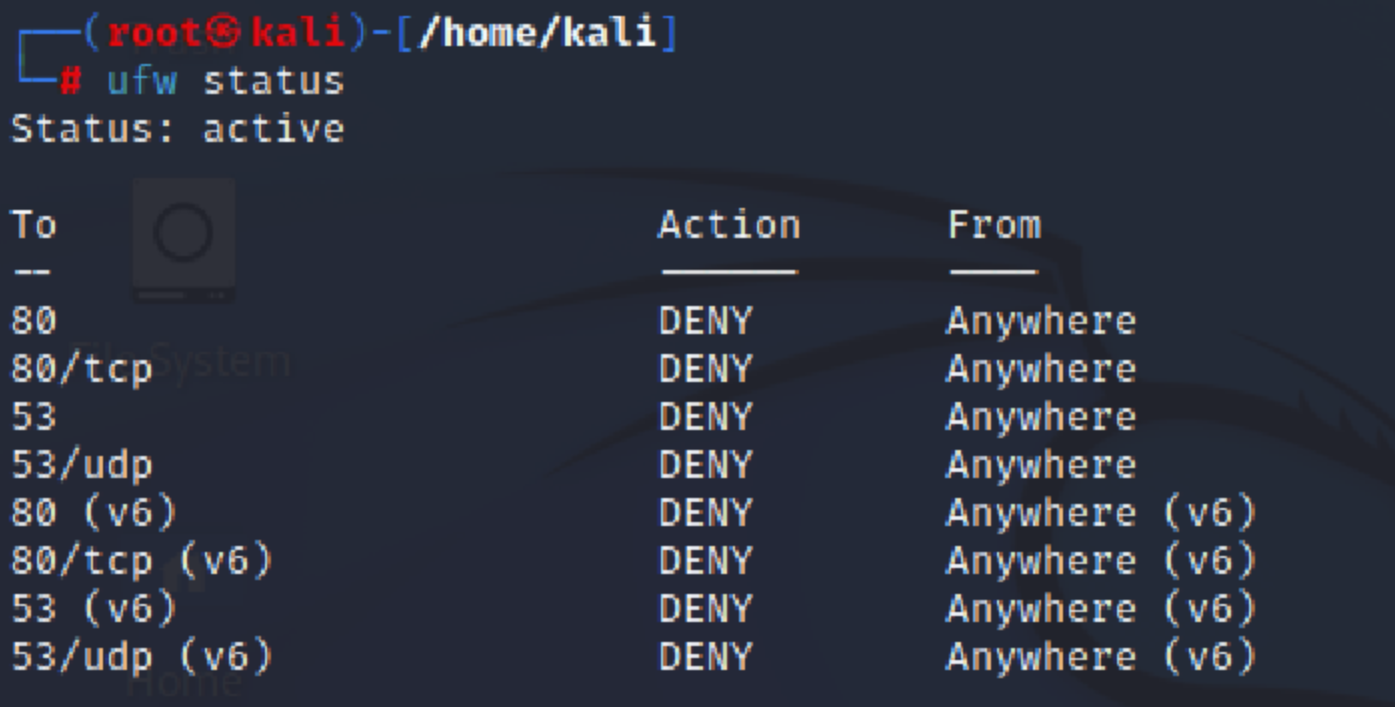 ┌──(root㉿kali)-[/home/kali]
└─# ufw status
Status: active

To                         Action      From
--                         ------      ----
80                         DENY        Anywhere
80/tcp                     DENY        Anywhere
53                         DENY        Anywhere
53/udp                     DENY        Anywhere
80 (v6)                    DENY        Anywhere (v6)
80/tcp (v6)                DENY        Anywhere (v6)
53 (v6)                    DENY        Anywhere (v6)
53/udp (v6)                DENY        Anywhere (v6)
File System
Home